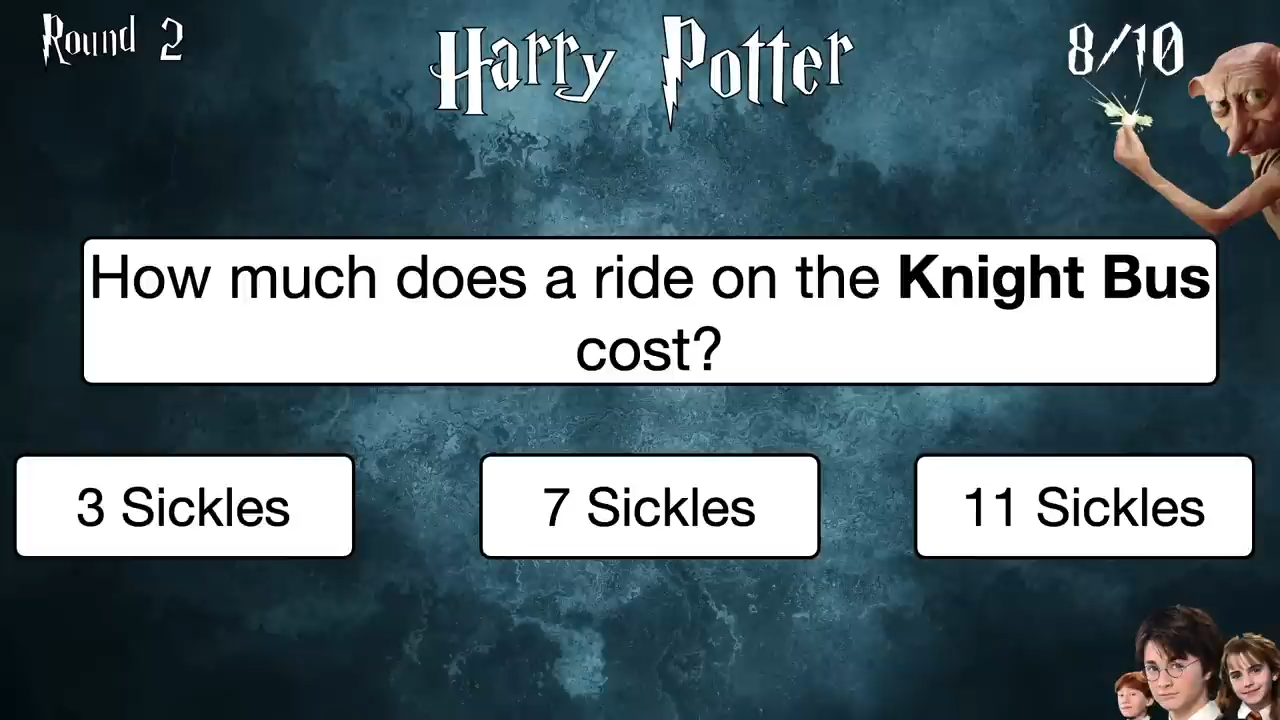 Round 2
Harry Potter
8/10
How much does a ride on the Knight Bus
cost?
3 Sickles
7 Sickles
11 Sickles